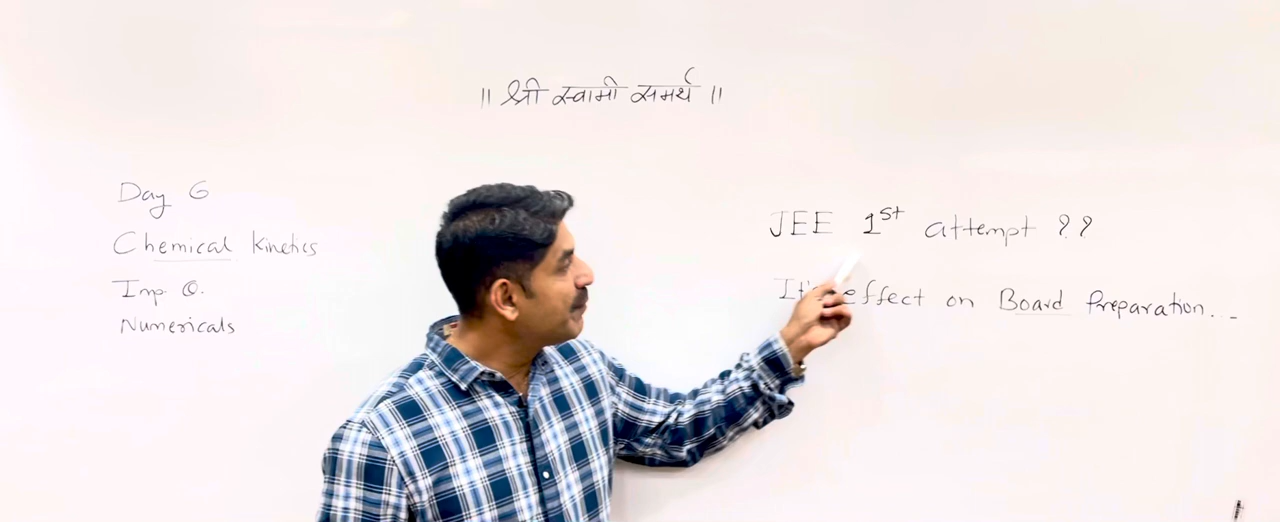 ॥ श्री स्वामी समर्थ ॥
Day 6
Chemical Kinetics
Imp. Q.
Numericals
JEE 1st attempt ??
It's effect on Board Preparation...